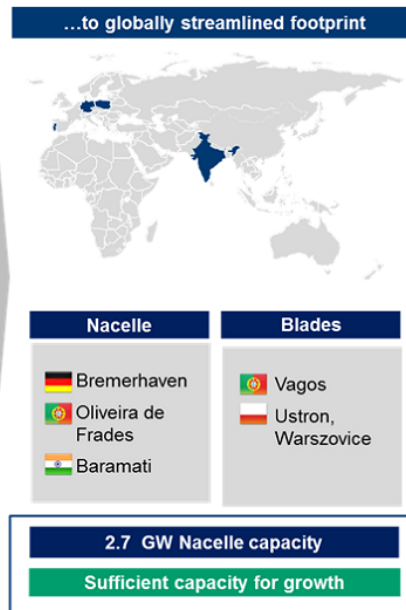 ...to globally streamlined footprint
Nacelle
Bremerhaven
Oliveira de
Frades
Baramati
Blades
Vagos
Ustron,
Warszovice
2.7 GW Nacelle capacity
Sufficient capacity for growth